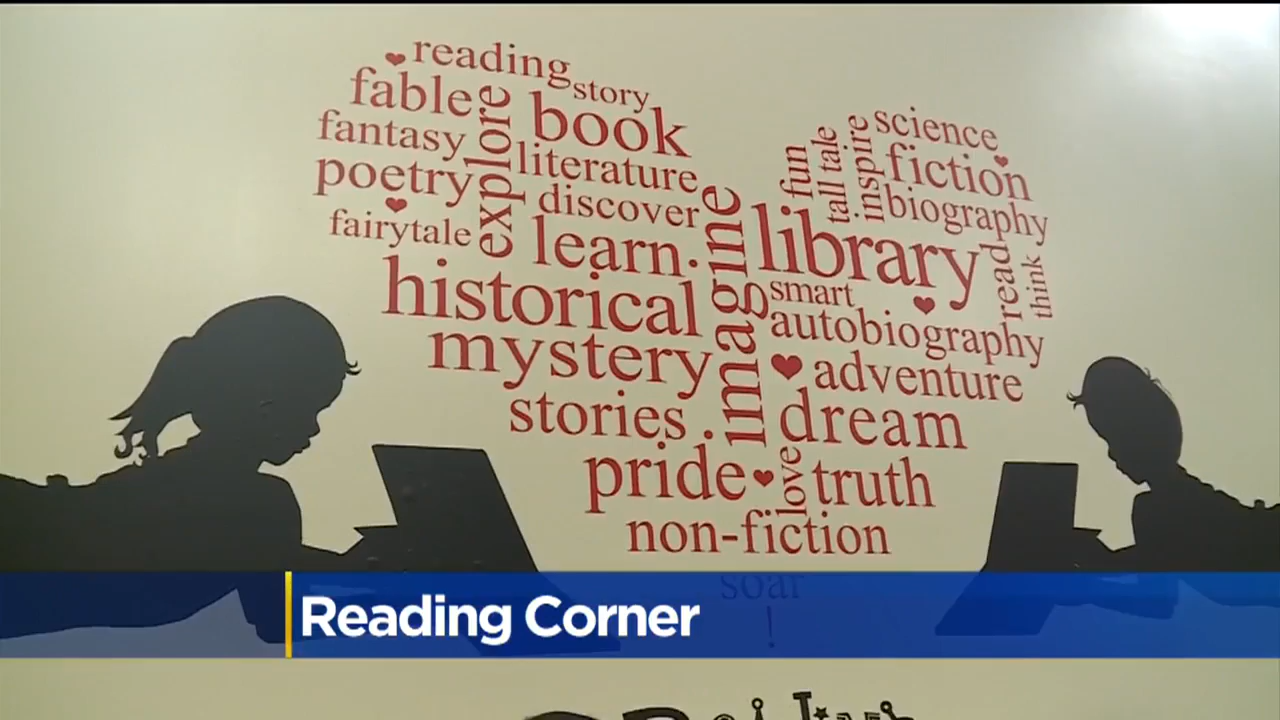 reading
story
fable
explore
book
fantasy
literature
poetry
discover
fairytale
learn.
imagine
historical
mystery
stories.
pride
love
truth
non-fiction
fun
tall tale
inspire
science
fiction
biography
library
read
think
smart
autobiography
adventure
dream
soar
!
Reading Corner